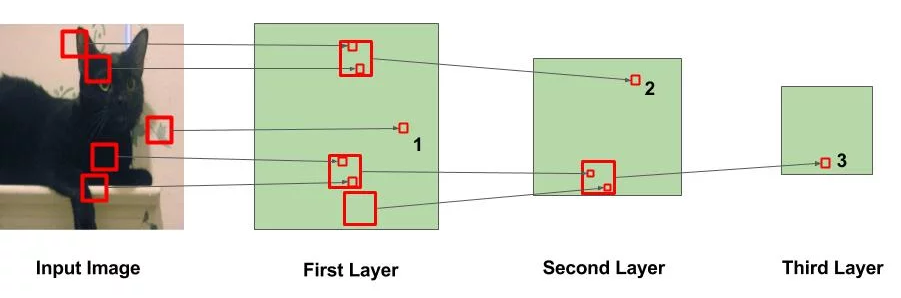 1
2
3
Input Image
First Layer
Second Layer
Third Layer